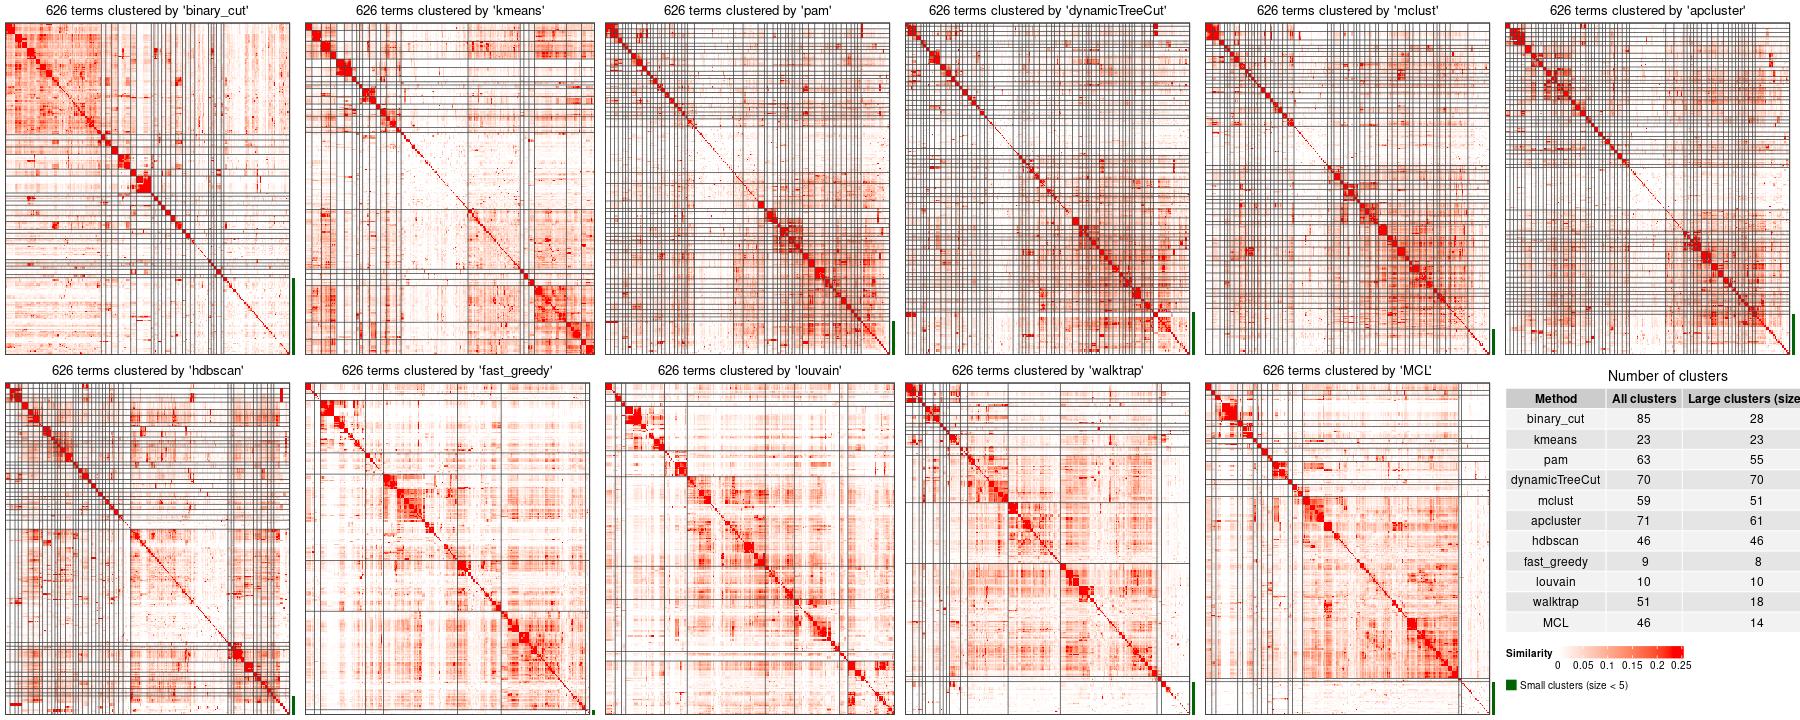 626 terms clustered by 'binary_cut'
626 terms clustered by 'kmeans'
626 terms clustered by 'pam'
626 terms clustered by 'dynamicTreeCut'
626 terms clustered by 'mclust'
626 terms clustered by 'apcluster'
626 terms clustered by 'hdbscan'
626 terms clustered by 'fast_greedy'
626 terms clustered by 'louvain'
626 terms clustered by 'walktrap'
626 terms clustered by 'MCL'
Number of clusters
Method All clusters Large clusters (size
binary_cut 85 28
kmeans 23 23
pam 63 55
dynamicTreeCut 70 70
mclust 59 51
apcluster 71 61
hdbscan 46 46
fast_greedy 9 8
louvain 10 10
walktrap 51 18
MCL 46 14
Similarity
0 0.05 0.1 0.15 0.2 0.25
Small clusters (size < 5)